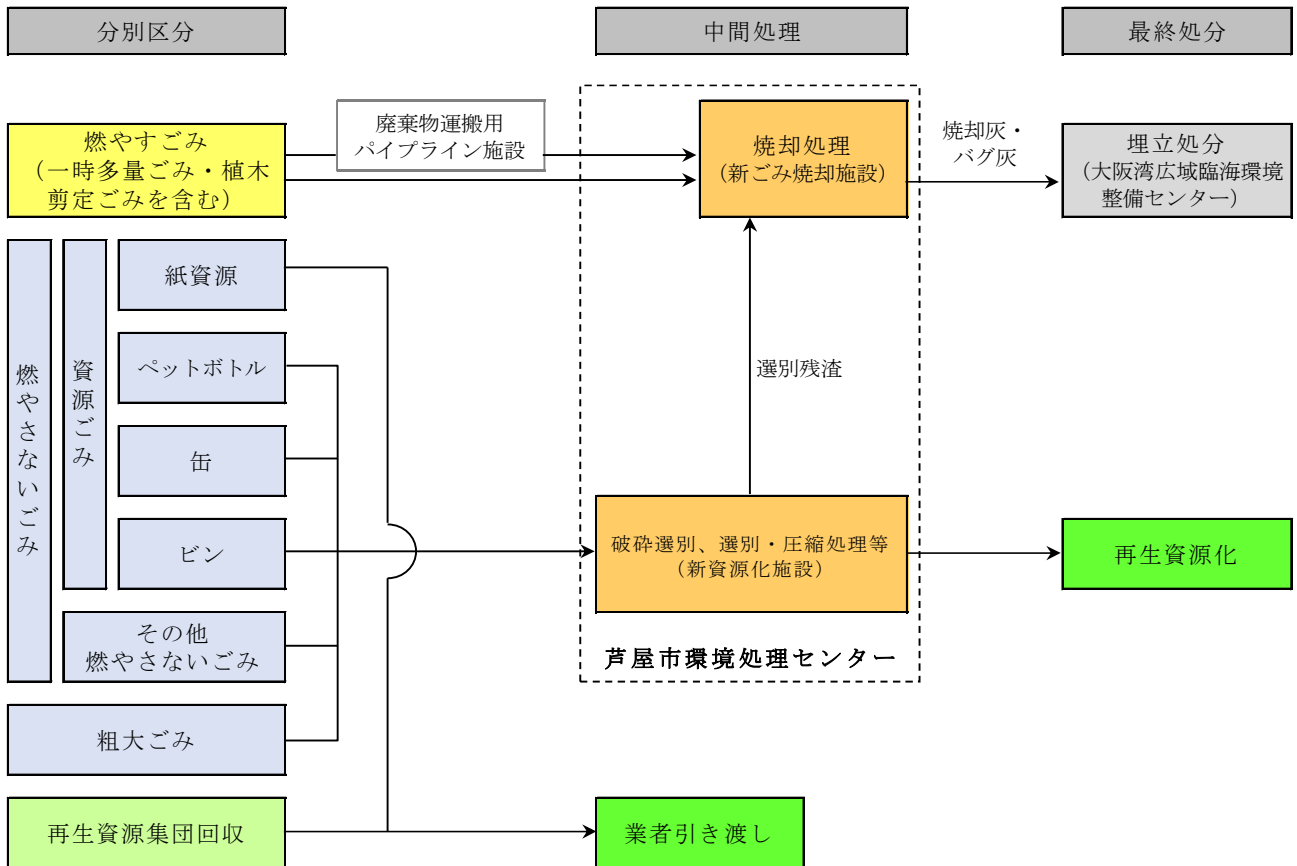 分別区分
中間処理
最終処分
廃棄物運搬用
パイプライン施設
燃やすごみ
（一時多量ごみ・植木
剪定ごみを含む）
焼却処理
（新ごみ焼却施設）
焼却灰・
バグ灰
埋立処分
（大阪湾広域臨海環境
整備センター）
燃やさないごみ
資源ごみ
紙資源
ペットボトル
缶
ビン
その他
燃やさないごみ
選別残渣
破砕選別、選別・圧縮処理等
（新資源化施設）
再生資源化
芦屋市環境処理センター
粗大ごみ
再生資源集団回収
業者引き渡し